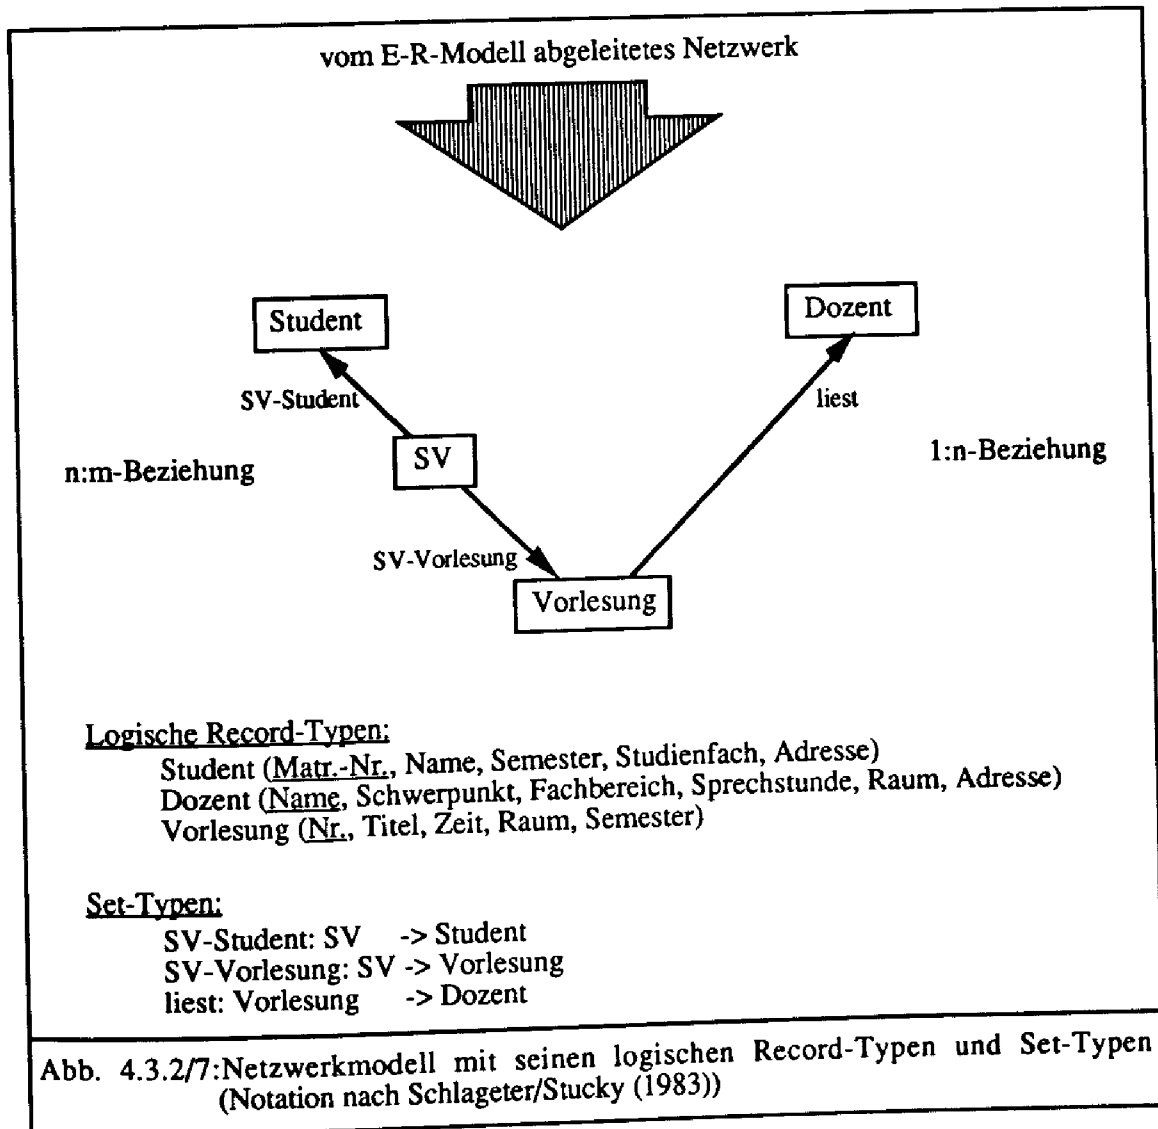 vom E-R-Modell abgeleitetes Netzwerk
Student
Dozent
SV-Student
liest
n:m-Beziehung
SV
1:n-Beziehung
SV-Vorlesung
Vorlesung
Logische Record-Typen:
Student (Matr.-Nr., Name, Semester, Studienfach, Adresse)
Dozent (Name, Schwerpunkt, Fachbereich, Sprechstunde, Raum, Adresse)
Vorlesung (Nr., Titel, Zeit, Raum, Semester)
Set-Typen:
SV-Student: SV -> Student
SV-Vorlesung: SV -> Vorlesung
liest: Vorlesung -> Dozent
Abb. 4.3.2/7:Netzwerkmodell mit seinen logischen Record-Typen und Set-Typen
(Notation nach Schlageter/Stucky (1983))